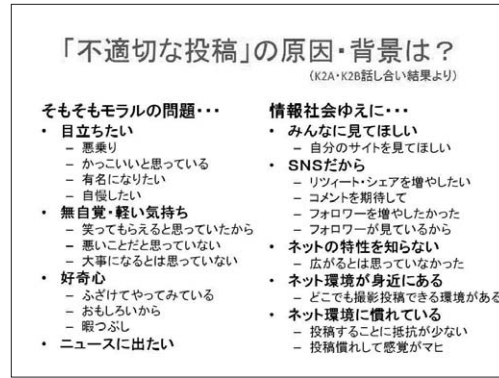 「不適切な投稿」の原因・背景は？
(K2A・K2B話し合い結果より)
そもそもモラルの問題・・・
• 目立ちたい
– 悪乗り
– かっこいいと思っている
– 有名になりたい
– 自慢したい
• 無自覚・軽い気持ち
– 笑ってもらえると思っていたから
– 悪いことだと思っていない
– 大事になるとは思っていない
• 好奇心
– ふざけてやってみている
– おもしろいから
– 暇つぶし
• ニュースに出たい
情報社会ゆえに・・・
• みんなに見てほしい
– 自分のサイトを見てほしい
• SNSだから
– リツィート・シェアを増やしたい
– コメントを期待して
– フォロワーを増やしたかった
– フォロワーが見ているから
• ネットの特性を知らない
– 広がるとは思っていなかった
• ネット環境が身近にある
– どこでも撮影投稿できる環境がある
• ネット環境に慣れている
– 投稿することに抵抗が少ない
– 投稿慣れして感覚がマヒ